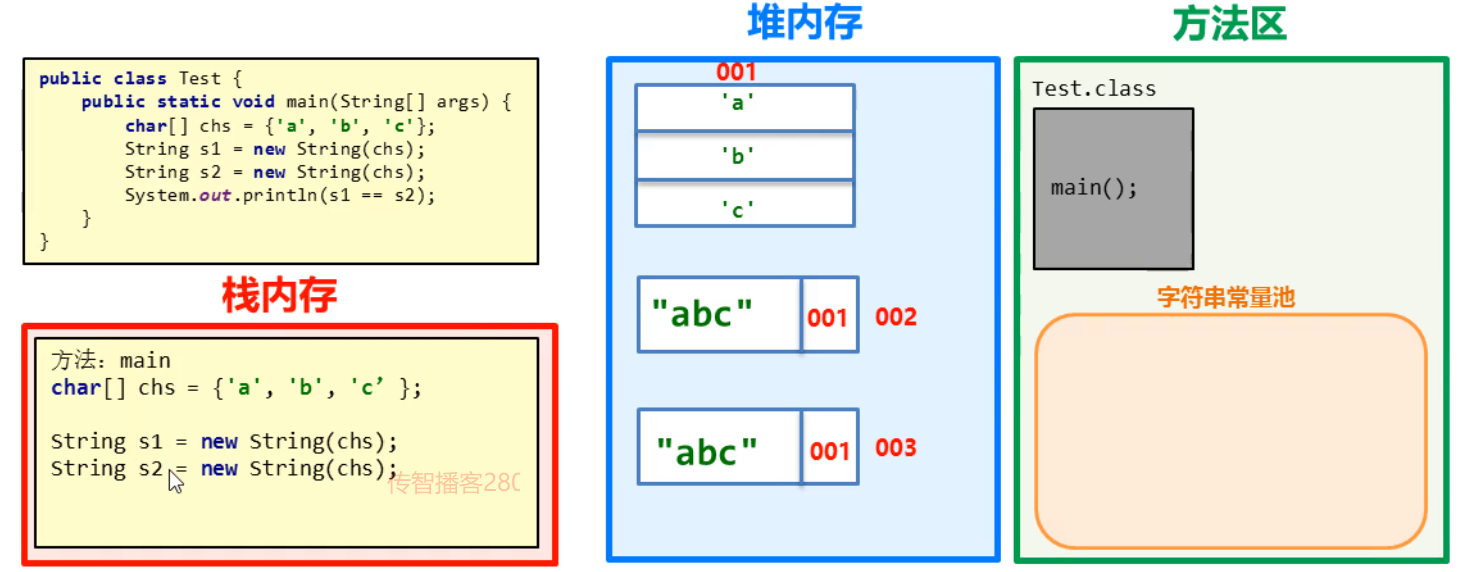 public class Test {
public static void main(String[] args) {
char[] chs = {'a', 'b', 'c'};
String s1 = new String(chs);
String s2 = new String(chs);
System.out.println(s1 == s2);
}
}
栈内存
方法：main
char[] chs = {'a', 'b', 'c’ };
String s1 = new String(chs);
String s2 = new String(chs);
传智播客280
堆内存
001
'a'
'b'
'c'
"abc" 001 002
"abc" 001 003
方法区
Test.class
main();
字符串常量池